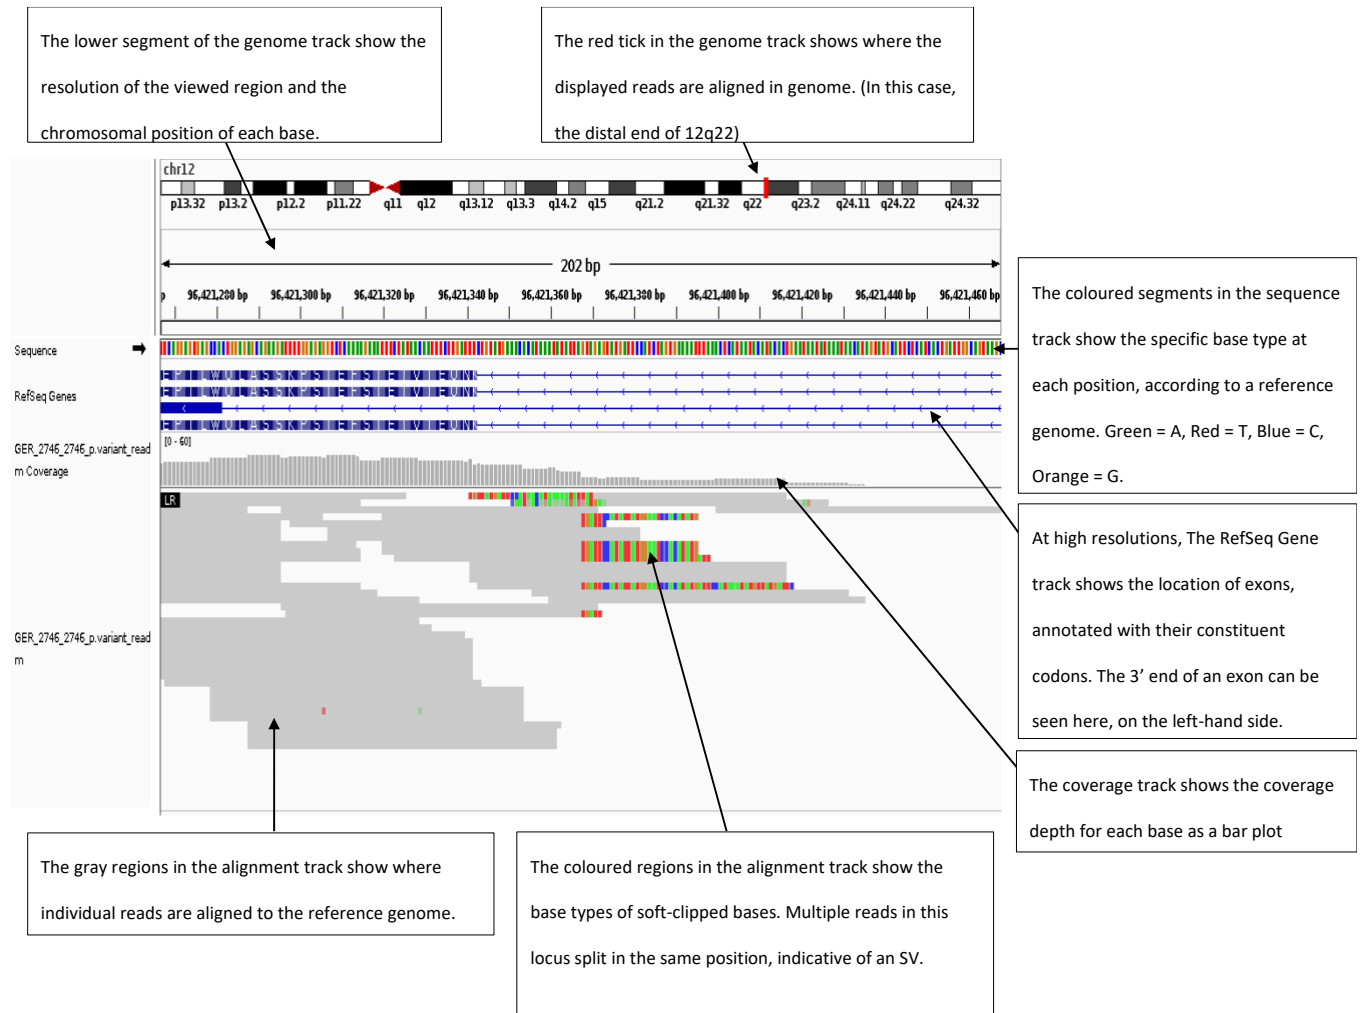 The lower segment of the genome track show the
resolution of the viewed region and the
chromosomal position of each base.
The red tick in the genome track shows where the
displayed reads are aligned in genome. (In this case,
the distal end of 12q22)
chr12
p13.32 p13.2 p12.2 p11.22 q11 q12 q13.12 q13.3 q14.2 q15 q21.2 q21.32 q22 q23.2 q24.11 q24.22 q24.32
202 bp
p 96,421,280 bp 96,421,300 bp 96,421,320 bp 96,421,340 bp 96,421,360 bp 96,421,380 bp 96,421,400 bp 96,421,420 bp 96,421,440 bp 96,421,460 bp
Sequence
RefSeq Genes
GER_2746_2746_p.variant_read
m Coverage
[0 - 60]
LR
GER_2746_2746_p.variant_read
m
The coloured segments in the sequence
track show the specific base type at
each position, according to a reference
genome. Green = A, Red = T, Blue = C,
Orange = G.
At high resolutions, The RefSeq Gene
track shows the location of exons,
annotated with their constituent
codons. The 3’ end of an exon can be
seen here, on the left-hand side.
The coverage track shows the coverage
depth for each base as a bar plot
The gray regions in the alignment track show where
individual reads are aligned to the reference genome.
The coloured regions in the alignment track show the
base types of soft-clipped bases. Multiple reads in this
locus split in the same position, indicative of an SV.